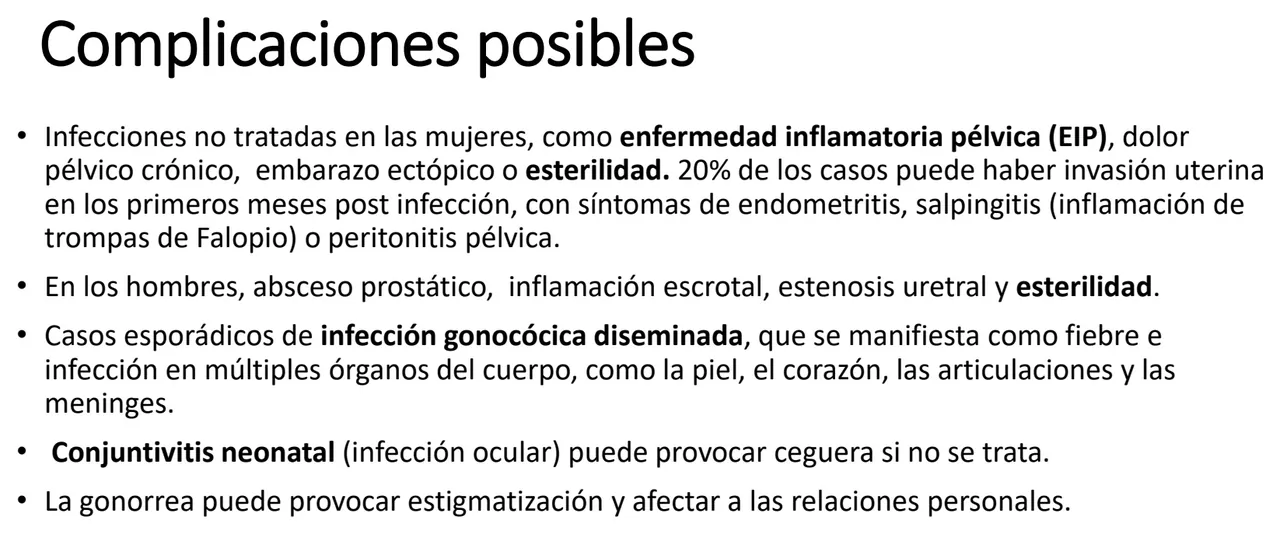 Complicaciones posibles
• Infecciones no tratadas en las mujeres, como enfermedad inflamatoria pélvica (EIP), dolor
pélvico crónico,  embarazo ectópico o esterilidad. 20% de los casos puede haber invasión uterina
en los primeros meses post infección, con síntomas de endometritis, salpingitis (inflamación de
trompas de Falopio) o peritonitis pélvica.
• En los hombres, absceso prostático,  inflamación escrotal, estenosis uretral y esterilidad.
• Casos esporádicos de infección gonocócica diseminada, que se manifiesta como fiebre e
infección en múltiples órganos del cuerpo, como la piel, el corazón, las articulaciones y las
meninges.
• Conjuntivitis neonatal (infección ocular) puede provocar ceguera si no se trata.
• La gonorrea puede provocar estigmatización y afectar a las relaciones personales.